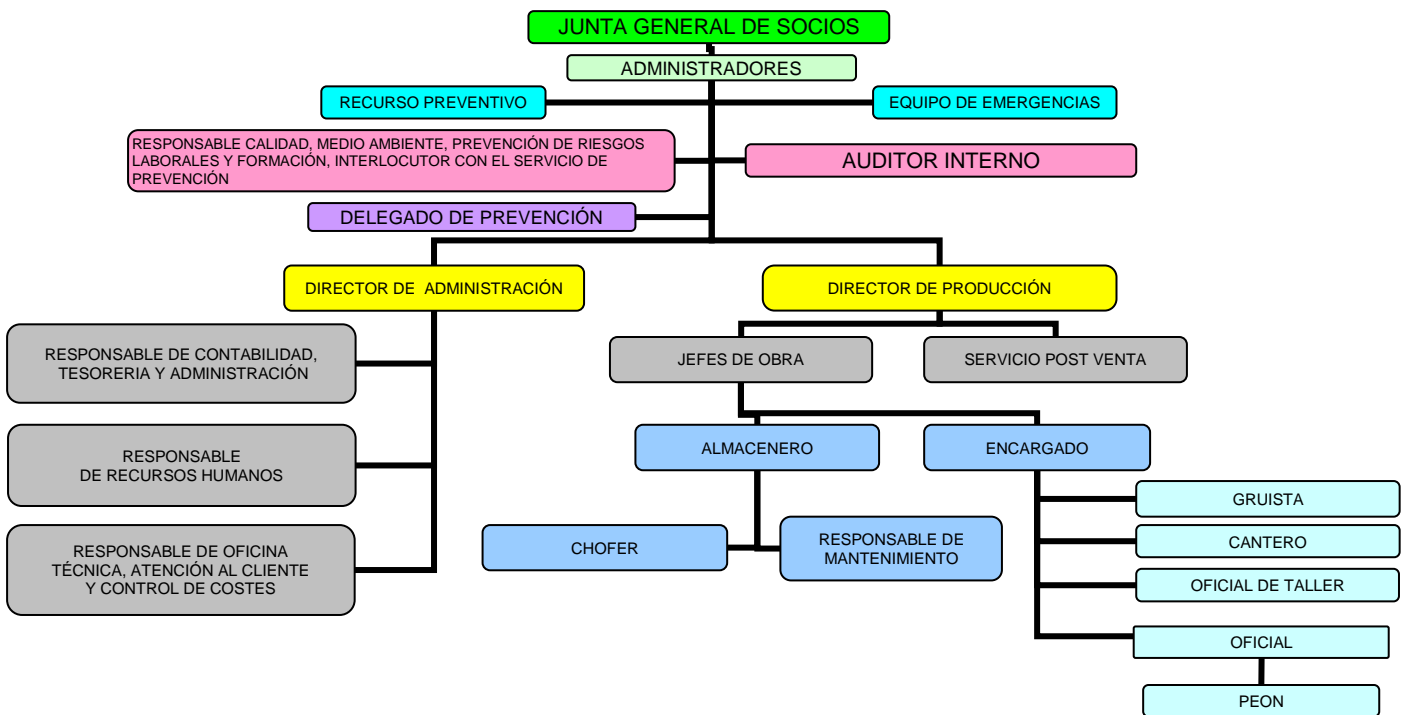 JUNTA GENERAL DE SOCIOS
ADMINISTRADORES
RECURSO PREVENTIVO
EQUIPO DE EMERGENCIAS
RESPONSABLE CALIDAD, MEDIO AMBIENTE, PREVENCIÓN DE RIESGOS
LABORALES Y FORMACIÓN, INTERLOCUTOR CON EL SERVICIO DE
PREVENCIÓN
AUDITOR INTERNO
DELEGADO DE PREVENCIÓN
DIRECTOR DE ADMINISTRACIÓN
DIRECTOR DE PRODUCCIÓN
RESPONSABLE DE CONTABILIDAD,
TESORERIA Y ADMINISTRACIÓN
JEFES DE OBRA
SERVICIO POST VENTA
RESPONSABLE
DE RECURSOS HUMANOS
ALMACENERO
ENCARGADO
GRUISTA
CANTERO
OFICIAL DE TALLER
OFICIAL
PEON
CHOFER
RESPONSABLE DE
MANTENIMIENTO
RESPONSABLE DE OFICINA
TÉCNICA, ATENCIÓN AL CLIENTE
Y CONTROL DE COSTES